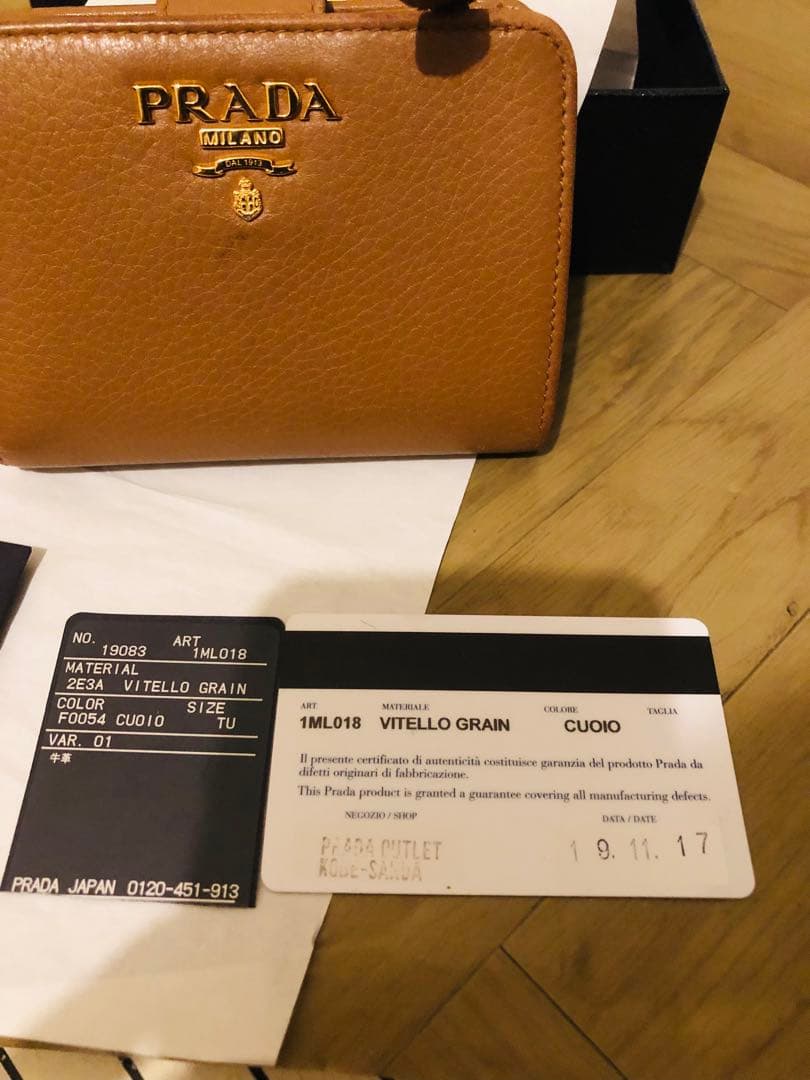 PRADA
MILANO
DAL 1913
NO. 19083 ART 1ML018
MATERIAL
2E3A VITELLO GRAIN
COLOR SIZE
F0054 CUOIO TU
VAR. 01
牛革
PRADA JAPAN 0120-451-913
ART MATERIALE COLORE TAGLIA
1ML018 VITELLO GRAIN CUOIO
Il presente certificato di autenticità costituisce garanzia del prodotto Prada da
difetti originari di fabbricazione.
This Prada product is granted a guarantee covering all manufacturing defects.
NEGOZIO / SHOP DATA / DATE
PRADA OUTLET
KOBE-SANDA
19. 11. 17